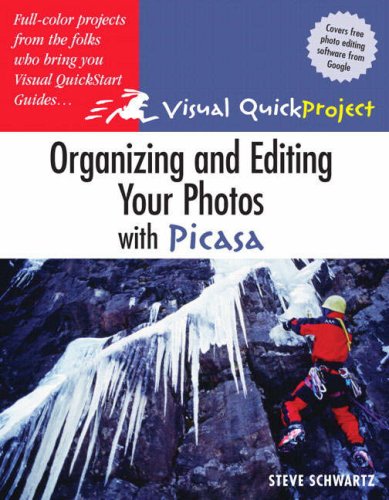 Full-color projects
from the folks
who bring you
Visual QuickStart
Guides...
Covers free
photo editing
software from
Google
Visual QuickProject
Organizing and Editing
Your Photos
with Picasa
STEVE SCHWARTZ